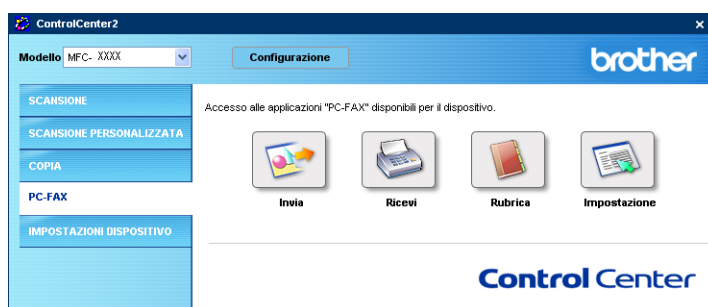 ControlCenter2
Modello MFC- XXXX
Configurazione
brother
SCANSIONE
SCANSIONE PERSONALIZZATA
COPIA
PC-FAX
IMPOSTAZIONI DISPOSITIVO
Accesso alle applicazioni "PC-FAX" disponibili per il dispositivo.
Invia
Ricevi
Rubrica
Impostazione
Control Center